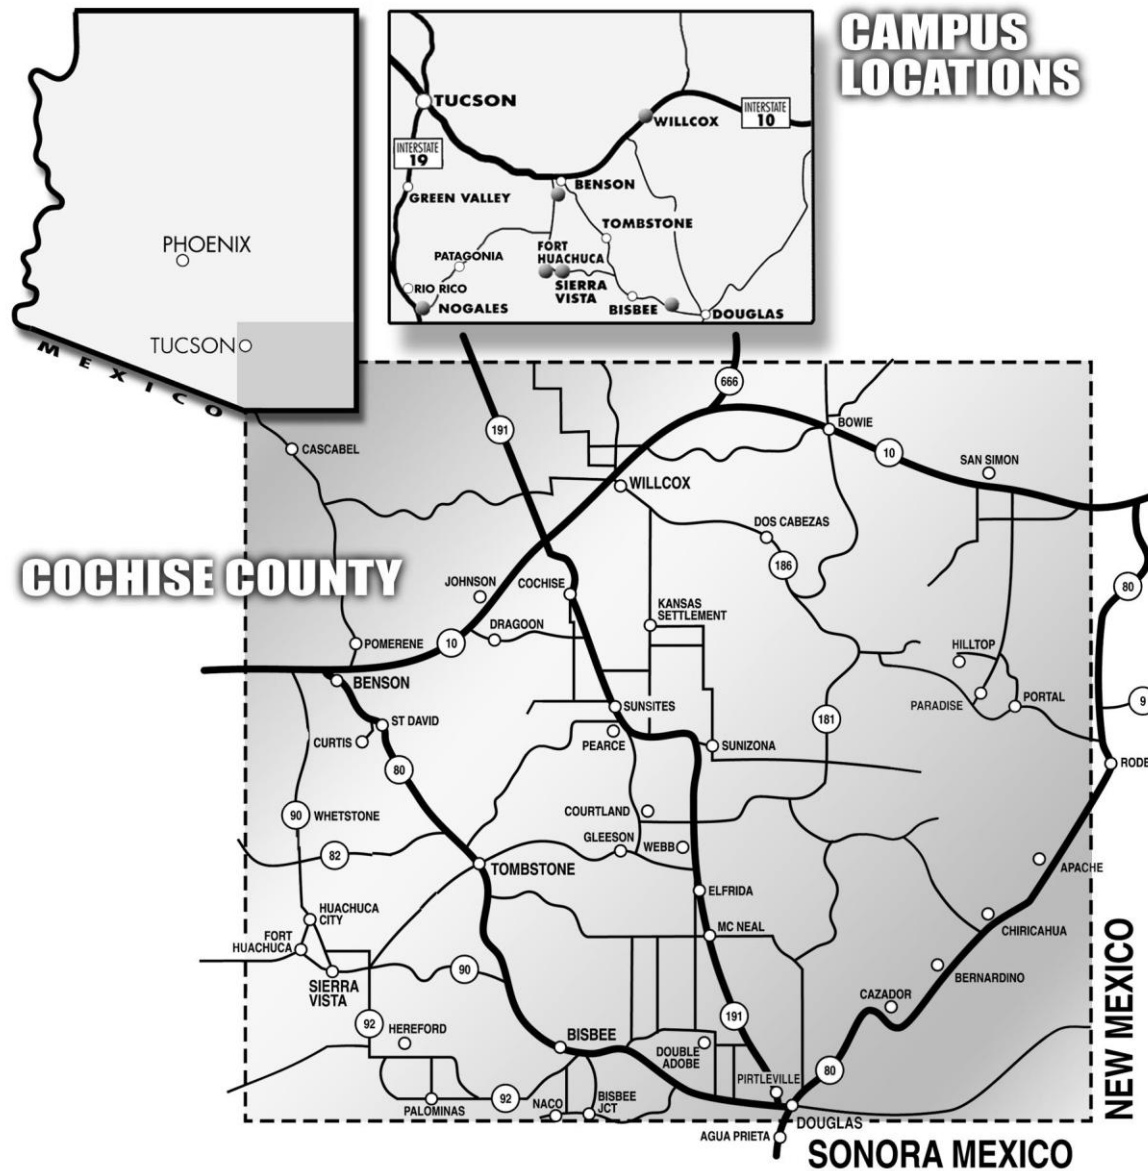 CAMPUS
LOCATIONS
PHOENIX
TUCSON
MEXICO
TUCSON
INTERSTATE
19
INTERSTATE
10
WILLCOX
GREEN VALLEY
BENSON
TOMBSTONE
PATAGONIA
FORT
HUACHUCA
SIERRA
VISTA
RIO RICO
NOGALES
BISBEE
DOUGLAS
COCHISE COUNTY
666
191
BOWIE
10
SAN SIMON
CASCABEL
WILLCOX
DOS CABEZAS
186
80
JOHNSON
COCHISE
KANSAS
SETTLEMENT
DRAGOON
10
POMERENE
BENSON
HILLTOP
PARADISE
PORTAL
9
ST DAVID
CURTIS
SUNSITES
PEARCE
SUNIZONA
181
80
RODE
90
WHETSTONE
COURTLAND
GLEESON
WEBB
82
TOMBSTONE
APACHE
ELFRIDA
HUACHUCA
CITY
FORT
HUACHUCA
SIERRA
VISTA
MC NEAL
CHIRICAHUA
90
BERNARDINO
CAZADOR
92
HEREFORD
BISBEE
191
DOUBLE
ADOBE
80
PIRTLEVILLE
PALOMINAS
92
NACO
BISBEE
JCT
DOUGLAS
AGUA PRIETA
SONORA MEXICO
NEW MEXICO